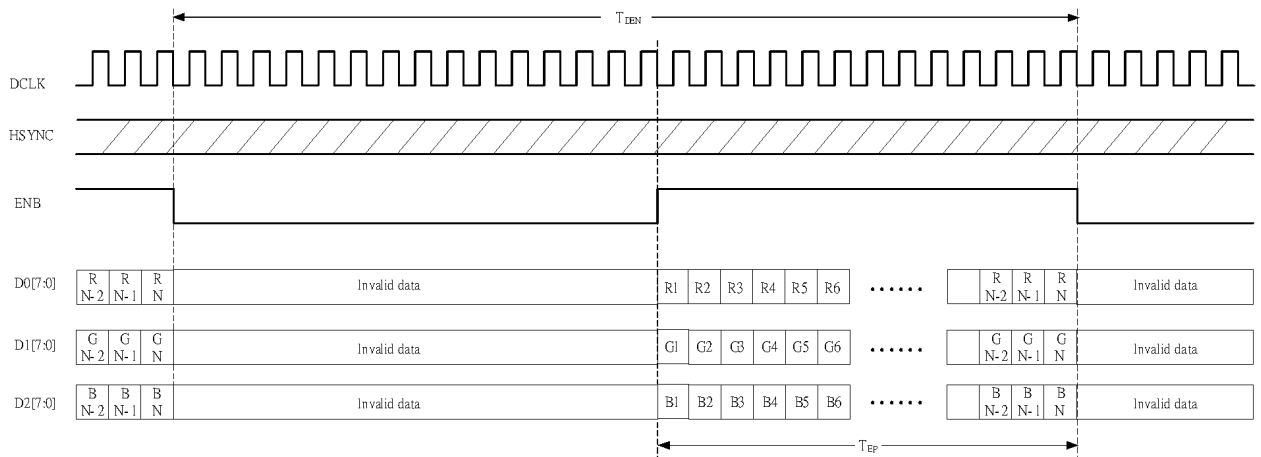 TDEN
DCLK
HSYNC
ENB
D0[7:0] R N-2 R N-1 R N Invalid data R1 R2 R3 R4 R5 R6 ...... R N-2 R N-1 R N Invalid data
D1[7:0] G N-2 G N-1 G N Invalid data G1 G2 G3 G4 G5 G6 ...... G N-2 G N-1 G N Invalid data
D2[7:0] B N-2 B N-1 B N Invalid data B1 B2 B3 B4 B5 B6 ...... B N-2 B N-1 B N Invalid data
TEP